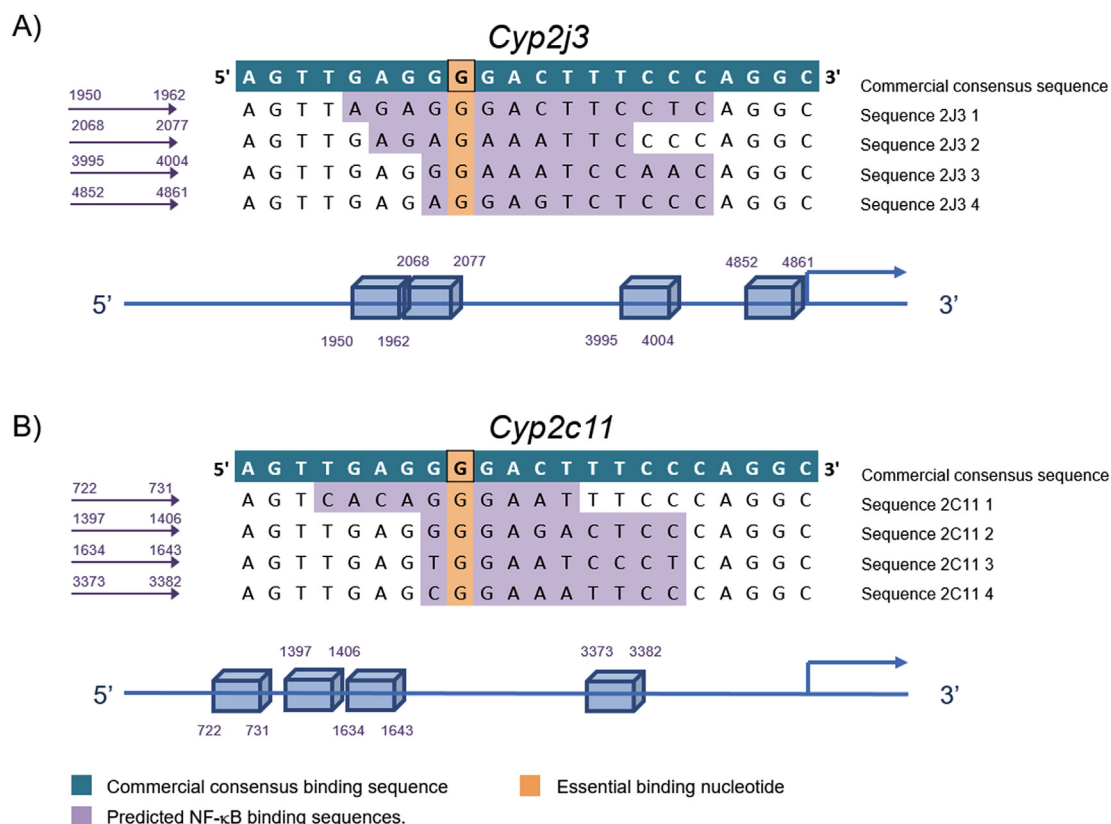 A)
Cyp2j3
5' A G T T G A G G G G A C T T T C C C A G G C 3' Commercial consensus sequence
1950 1962 A G T T A G A G G G A C T T C C T C A G G C Sequence 2J3 1
2068 2077 A G T T G A G A G A A A T T C C C C A G G C Sequence 2J3 2
3995 4004 A G T T G A G G G A A A T C C A A C A G G C Sequence 2J3 3
4852 4861 A G T T G A G A G G A G T C T C C C A G G C Sequence 2J3 4
2068 2077 4852 4861
5’ 3’
1950 1962 3995 4004
B)
Cyp2c11
5' A G T T G A G G G G A C T T T C C C A G G C 3' Commercial consensus sequence
722 731 A G T C A C A G G G A A T T T C C C A G G C Sequence 2C11 1
1397 1406 A G T T G A G G G G A G A C T C C C A G G C Sequence 2C11 2
1634 1643 A G T T G A G T G G A A T C C C T C A G G C Sequence 2C11 3
3373 3382 A G T T G A G C G G A A A T T C C C A G G C Sequence 2C11 4
1397 1406 3373 3382
5’ 3’
722 731 1634 1643
Commercial consensus binding sequence Essential binding nucleotide
Predicted NF-κB binding sequences.